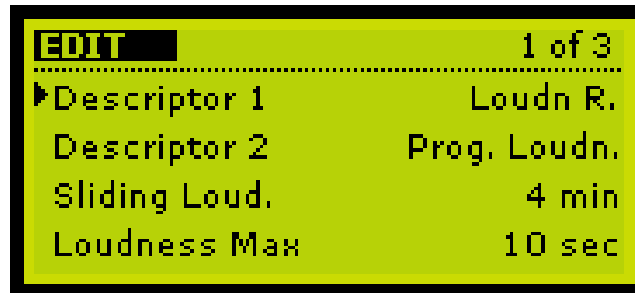 EDIT 1 of 3
Descriptor 1 Loudn R.
Descriptor 2 Prog. Loudn.
Sliding Loud. 4 min
Loudness Max 10 sec